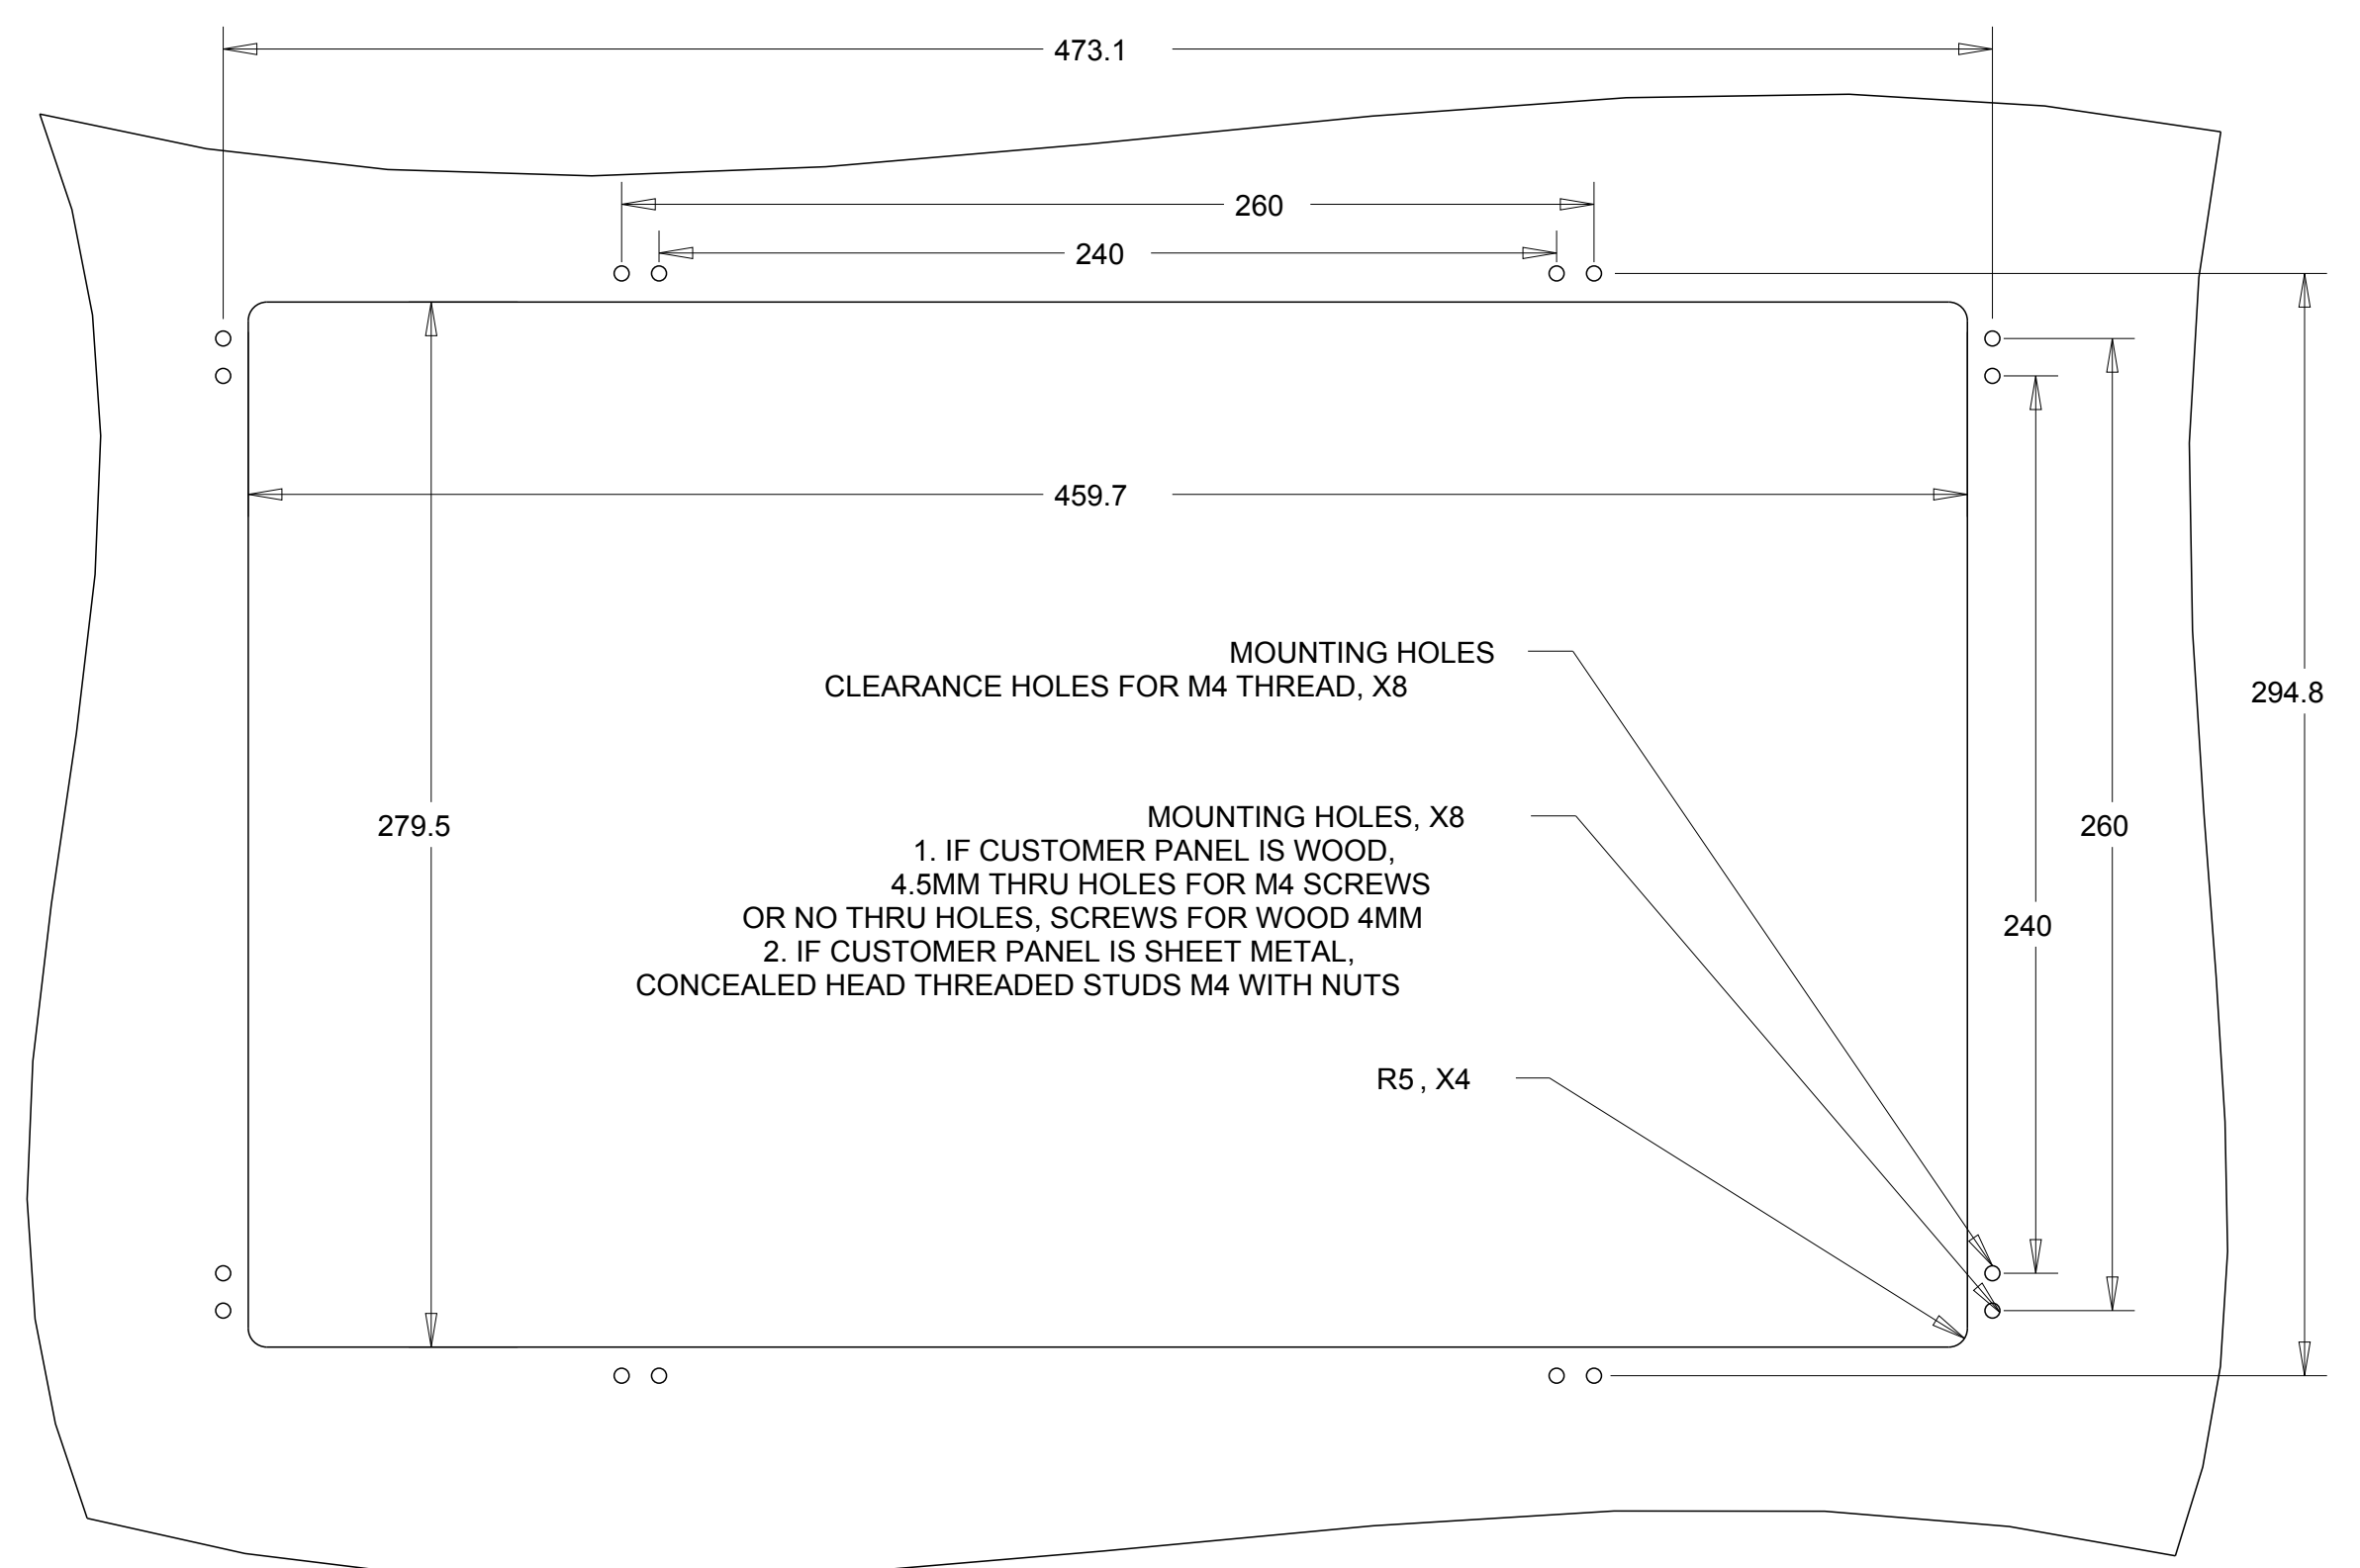 473.1
260
240
459.7
MOUNTING HOLES
CLEARANCE HOLES FOR M4 THREAD, X8
294.8
MOUNTING HOLES, X8
279.5
260
1. IF CUSTOMER PANEL IS WOOD,
4.5MM THRU HOLES FOR M4 SCREWS
OR NO THRU HOLES, SCREWS FOR WOOD 4MM
240
2. IF CUSTOMER PANEL IS SHEET METAL,
CONCEALED HEAD THREADED STUDS M4 WITH NUTS
R5 , X4